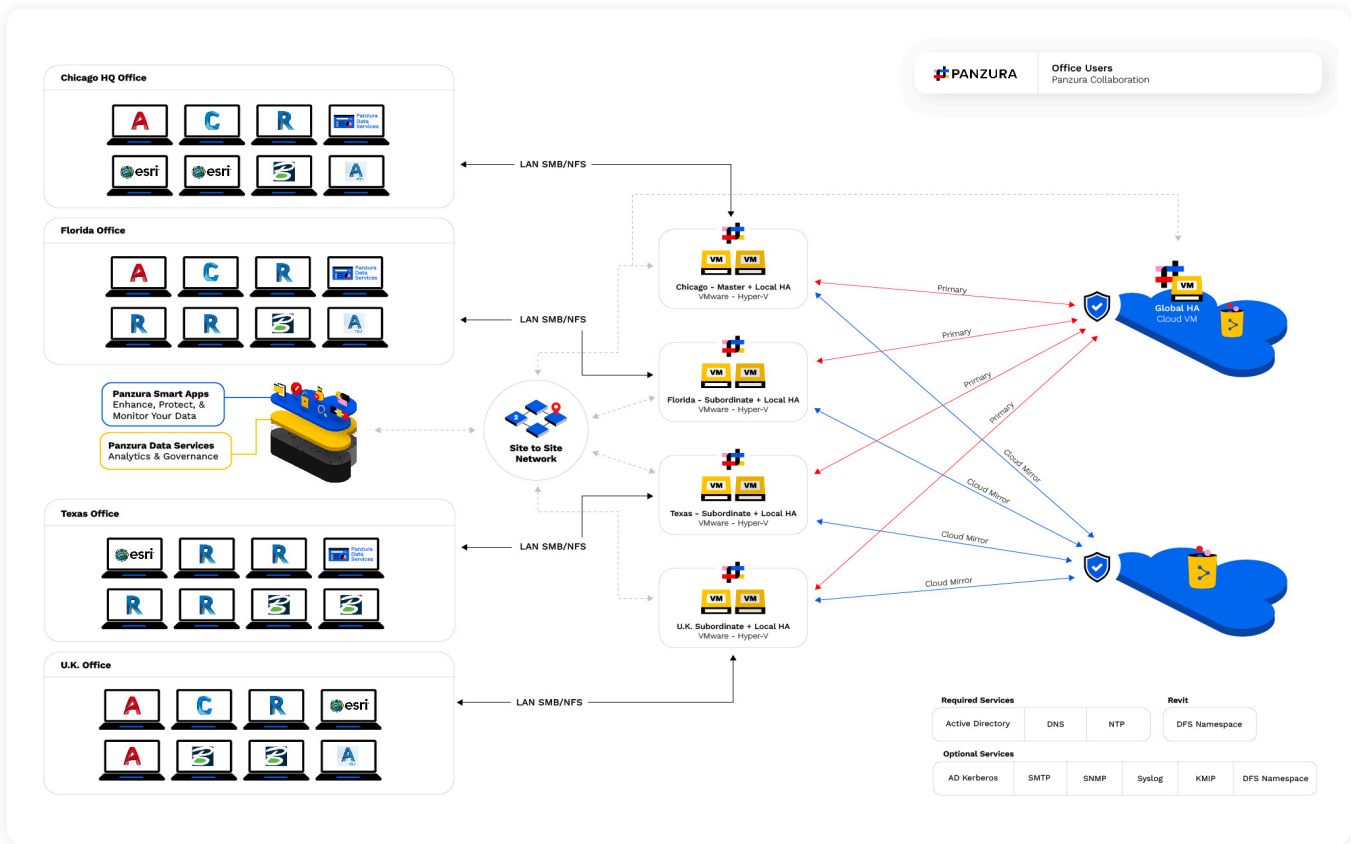 PANZURA
Office Users
Panzura Collaboration
Chicago HQ Office
A
C
R
Panzura
Data
Services
esri
esri
A
LAN SMB/NFS
Florida Office
A
C
R
Panzura
Data
Services
R
R
A
LAN SMB/NFS
Panzura Smart Apps
Enhance, Protect, &
Monitor Your Data
Panzura Data Services
Analytics & Governance
Site to Site
Network
Texas Office
esri
R
R
Panzura
Data
Services
R
R
LAN SMB/NFS
U.K. Office
A
C
R
esri
A
A
LAN SMB/NFS
VM
VM
Chicago - Master + Local HA
VMware - Hyper-V
VM
VM
Florida - Subordinate + Local HA
VMware - Hyper-V
VM
VM
Texas - Subordinate + Local HA
VMware - Hyper-V
VM
VM
U.K. Subordinate + Local HA
VMware - Hyper-V
Primary
Primary
Primary
Primary
Cloud Mirror
Cloud Mirror
Cloud Mirror
Cloud Mirror
VM
Global HA
Cloud VM
Required Services
Active Directory
DNS
NTP
Revit
DFS Namespace
Optional Services
AD Kerberos
SMTP
SNMP
Syslog
KMIP
DFS Namespace